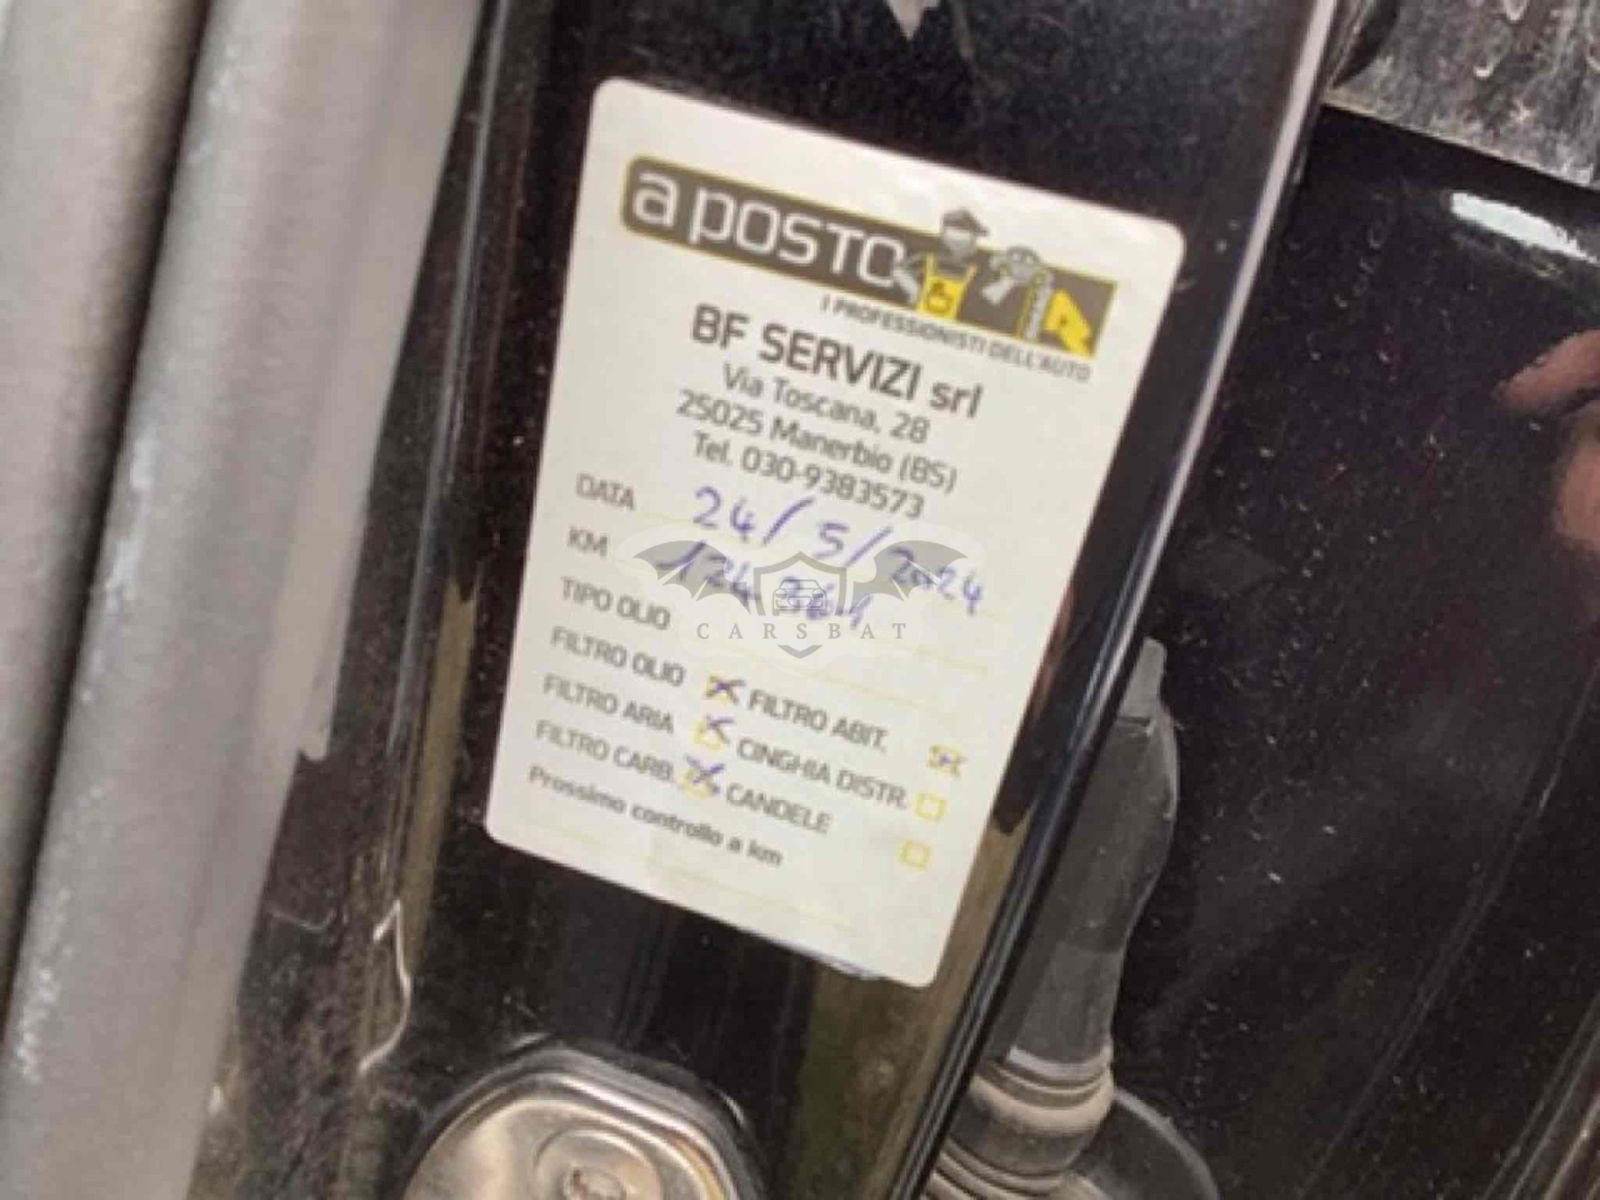 a POSTO
I PROFESSIONISTI DELL'AUTO
BF SERVIZI srl
Via Toscana, 28
25025 Manerbio (BS)
Tel. 030-9383573
DATA 24/5/2024
KM
CARSBAT
TIPO OLIO
FILTRO OLIO FILTRO ABIT.
FILTRO ARIA CINGHIA DISTR.
FILTRO CARB. CANDELE
Prossimo controllo a km